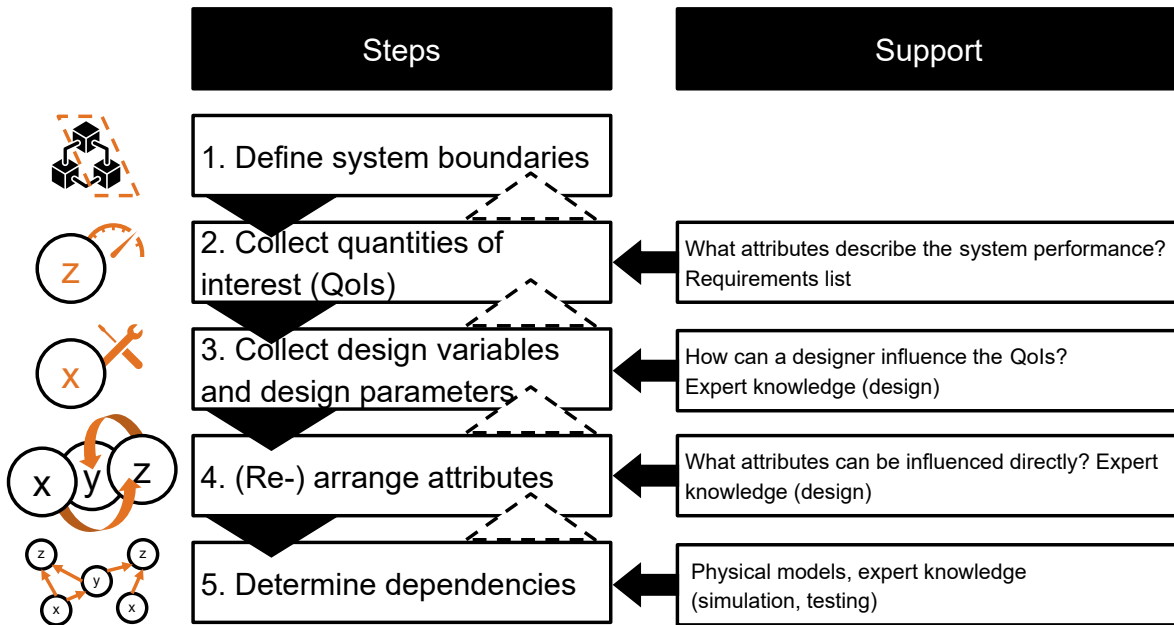 Steps
Support
1. Define system boundaries
z
2. Collect quantities of
interest (QoIs)
What attributes describe the system performance?
Requirements list
x
3. Collect design variables
and design parameters
How can a designer influence the QoIs?
Expert knowledge (design)
x y z
4. (Re-) arrange attributes
What attributes can be influenced directly? Expert
knowledge (design)
z z
y
x x
5. Determine dependencies
Physical models, expert knowledge
(simulation, testing)